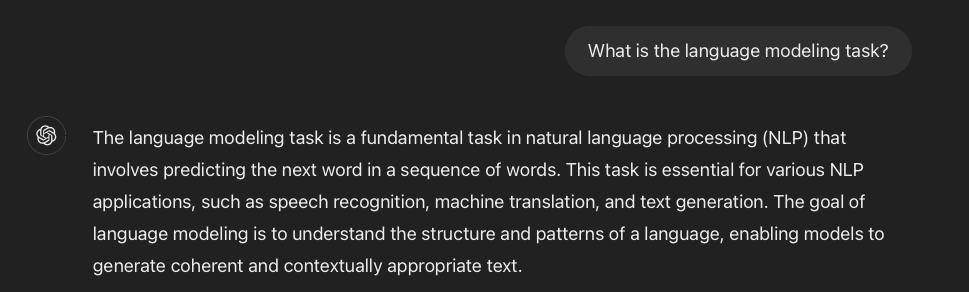 What is the language modeling task?
The language modeling task is a fundamental task in natural language processing (NLP) that
involves predicting the next word in a sequence of words. This task is essential for various NLP
applications, such as speech recognition, machine translation, and text generation. The goal of
language modeling is to understand the structure and patterns of a language, enabling models to
generate coherent and contextually appropriate text.